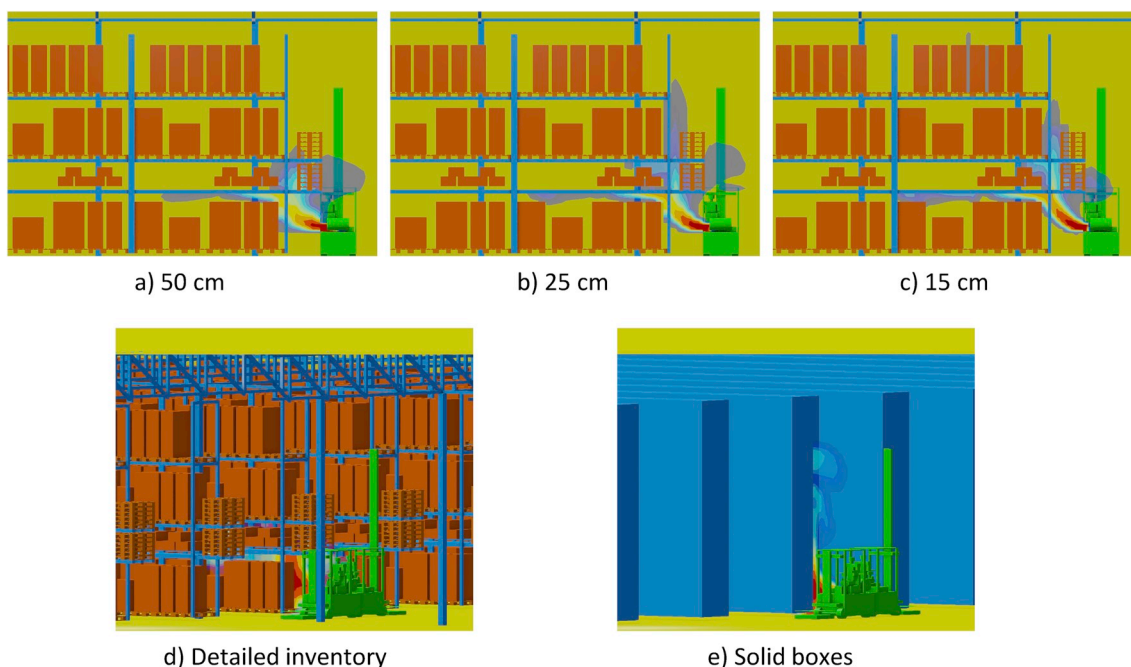 a) 50 cm
b) 25 cm
c) 15 cm
d) Detailed inventory
e) Solid boxes